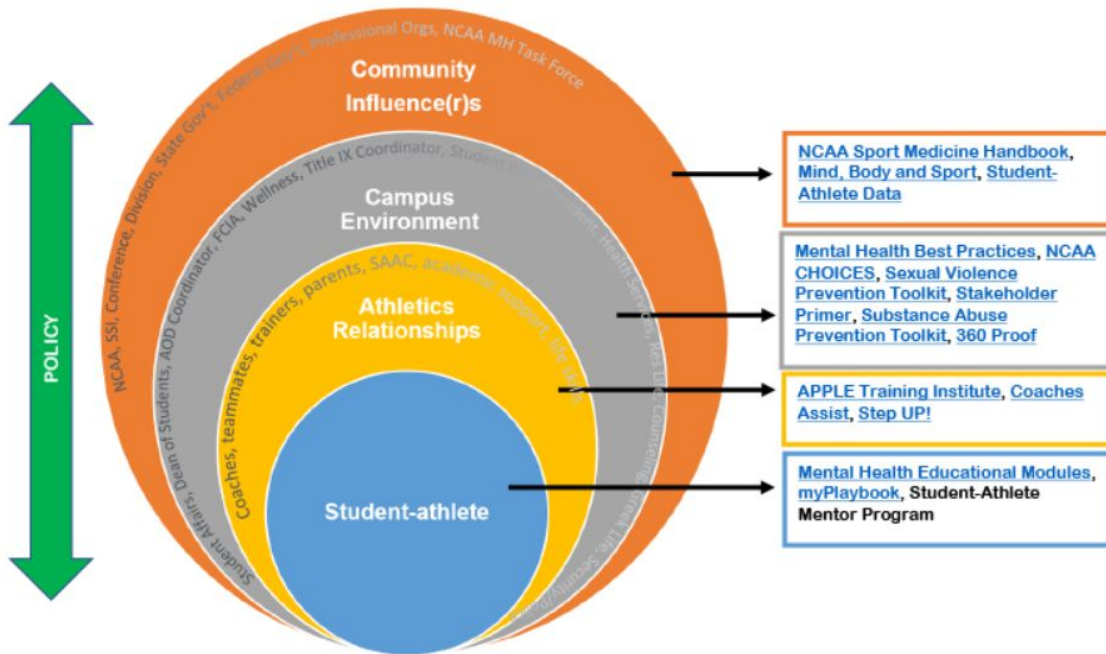 POLICY
NCAA, SSI, Conference, Division, State Gov't, Federal Gov't, Professional Orgs, NCAA MH Task Force
Community
Influence(r)s
Student Affairs, Dean of Students, AOD Coordinator, FCIA, Wellness, Title IX Coordinator, Student
Health Services, Res Life, Counseling, Greek Life, Security/
Campus
Environment
Coaches, teammates, trainers, parents, SAAC, academic support, life skills
Athletics
Relationships
Student-athlete
NCAA Sport Medicine Handbook,
Mind, Body and Sport, Student-
Athlete Data
Mental Health Best Practices, NCAA
CHOICES, Sexual Violence
Prevention Toolkit, Stakeholder
Primer, Substance Abuse
Prevention Toolkit, 360 Proof
APPLE Training Institute, Coaches
Assist, Step UP!
Mental Health Educational Modules,
myPlaybook, Student-Athlete
Mentor Program